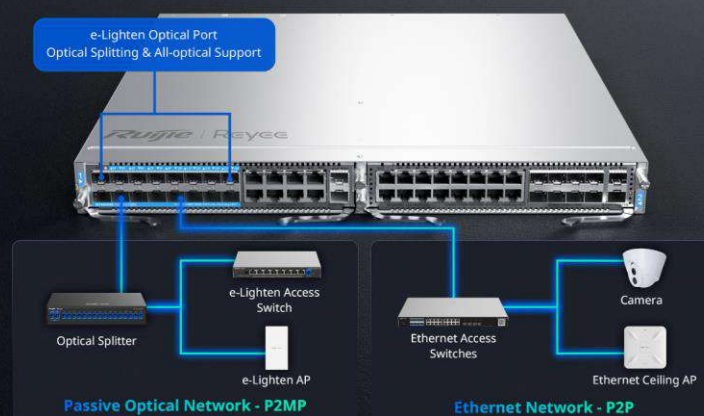 e-Lighten Optical Port
Optical Splitting & All-optical Support
Ruijie | Reyee
e-Lighten Access
Switch
Optical Splitter
e-Lighten AP
Passive Optical Network - P2MP
Camera
Ethernet Access
Switches
Ethernet Ceiling AP
Ethernet Network - P2P